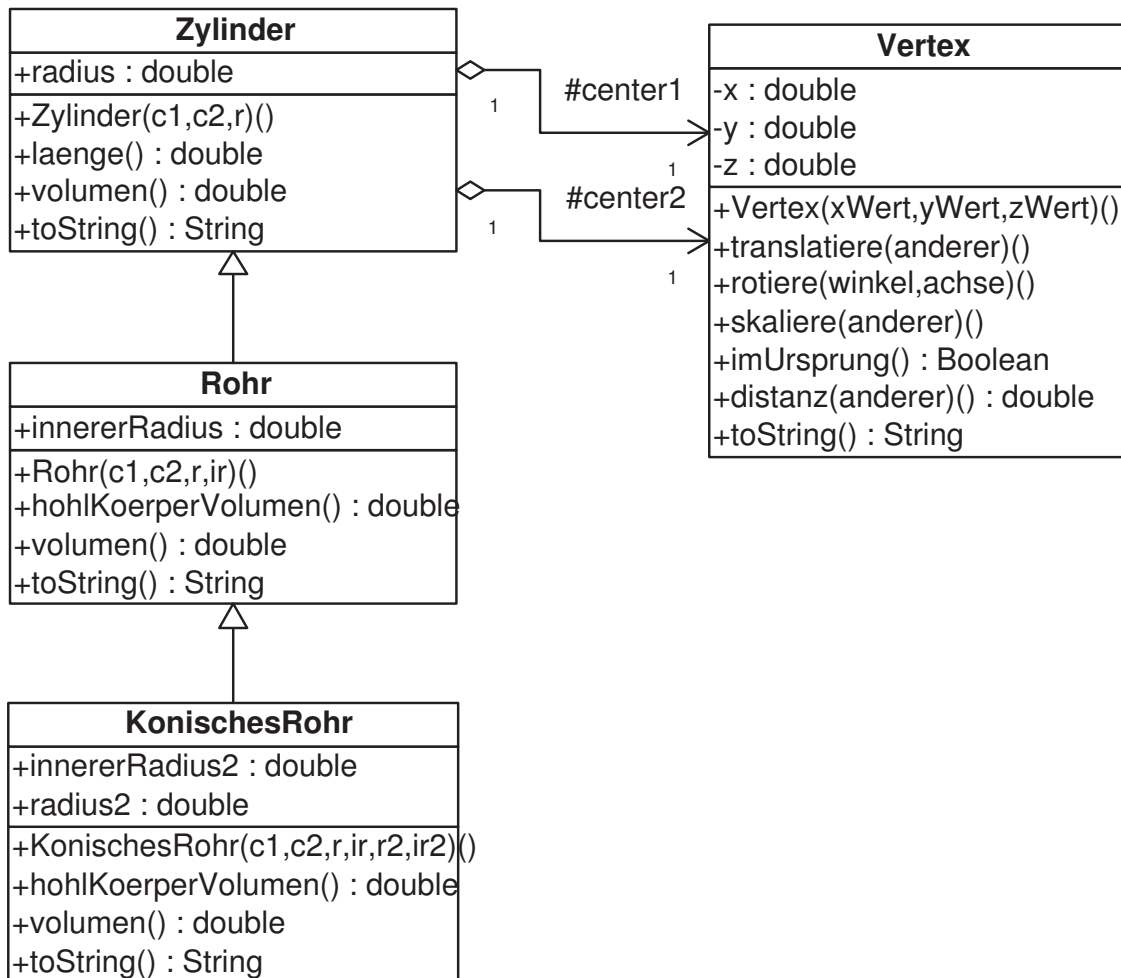 Zylinder
+radius : double
+Zylinder(c1,c2,r)()
+laenge() : double
+volumen() : double
+toString() : String
1
#center1
1
1
#center2
1
Vertex
-x : double
-y : double
-z : double
+Vertex(xWert,yWert,zWert)()
+translatiere(anderer)()
+rotiere(winkel,achse)()
+skaliere(anderer)()
+imUrsprung() : Boolean
+distanz(anderer)() : double
+toString() : String
Rohr
+innererRadius : double
+Rohr(c1,c2,r,ir)()
+hohlKoerperVolumen() : double
+volumen() : double
+toString() : String
KonischesRohr
+innererRadius2 : double
+radius2 : double
+KonischesRohr(c1,c2,r,ir,r2,ir2)()
+hohlKoerperVolumen() : double
+volumen() : double
+toString() : String